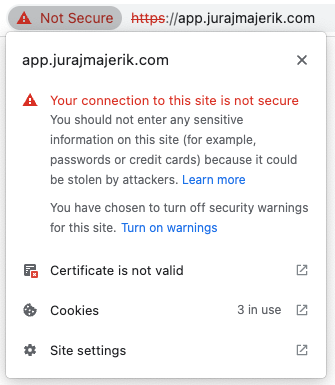 Not Secure https://app.jurajmajerik.com
app.jurajmajerik.com
Your connection to this site is not secure
You should not enter any sensitive
information on this site (for example,
passwords or credit cards) because it could
be stolen by attackers. Learn more
You have chosen to turn off security warnings
for this site. Turn on warnings
Certificate is not valid
Cookies 3 in use
Site settings